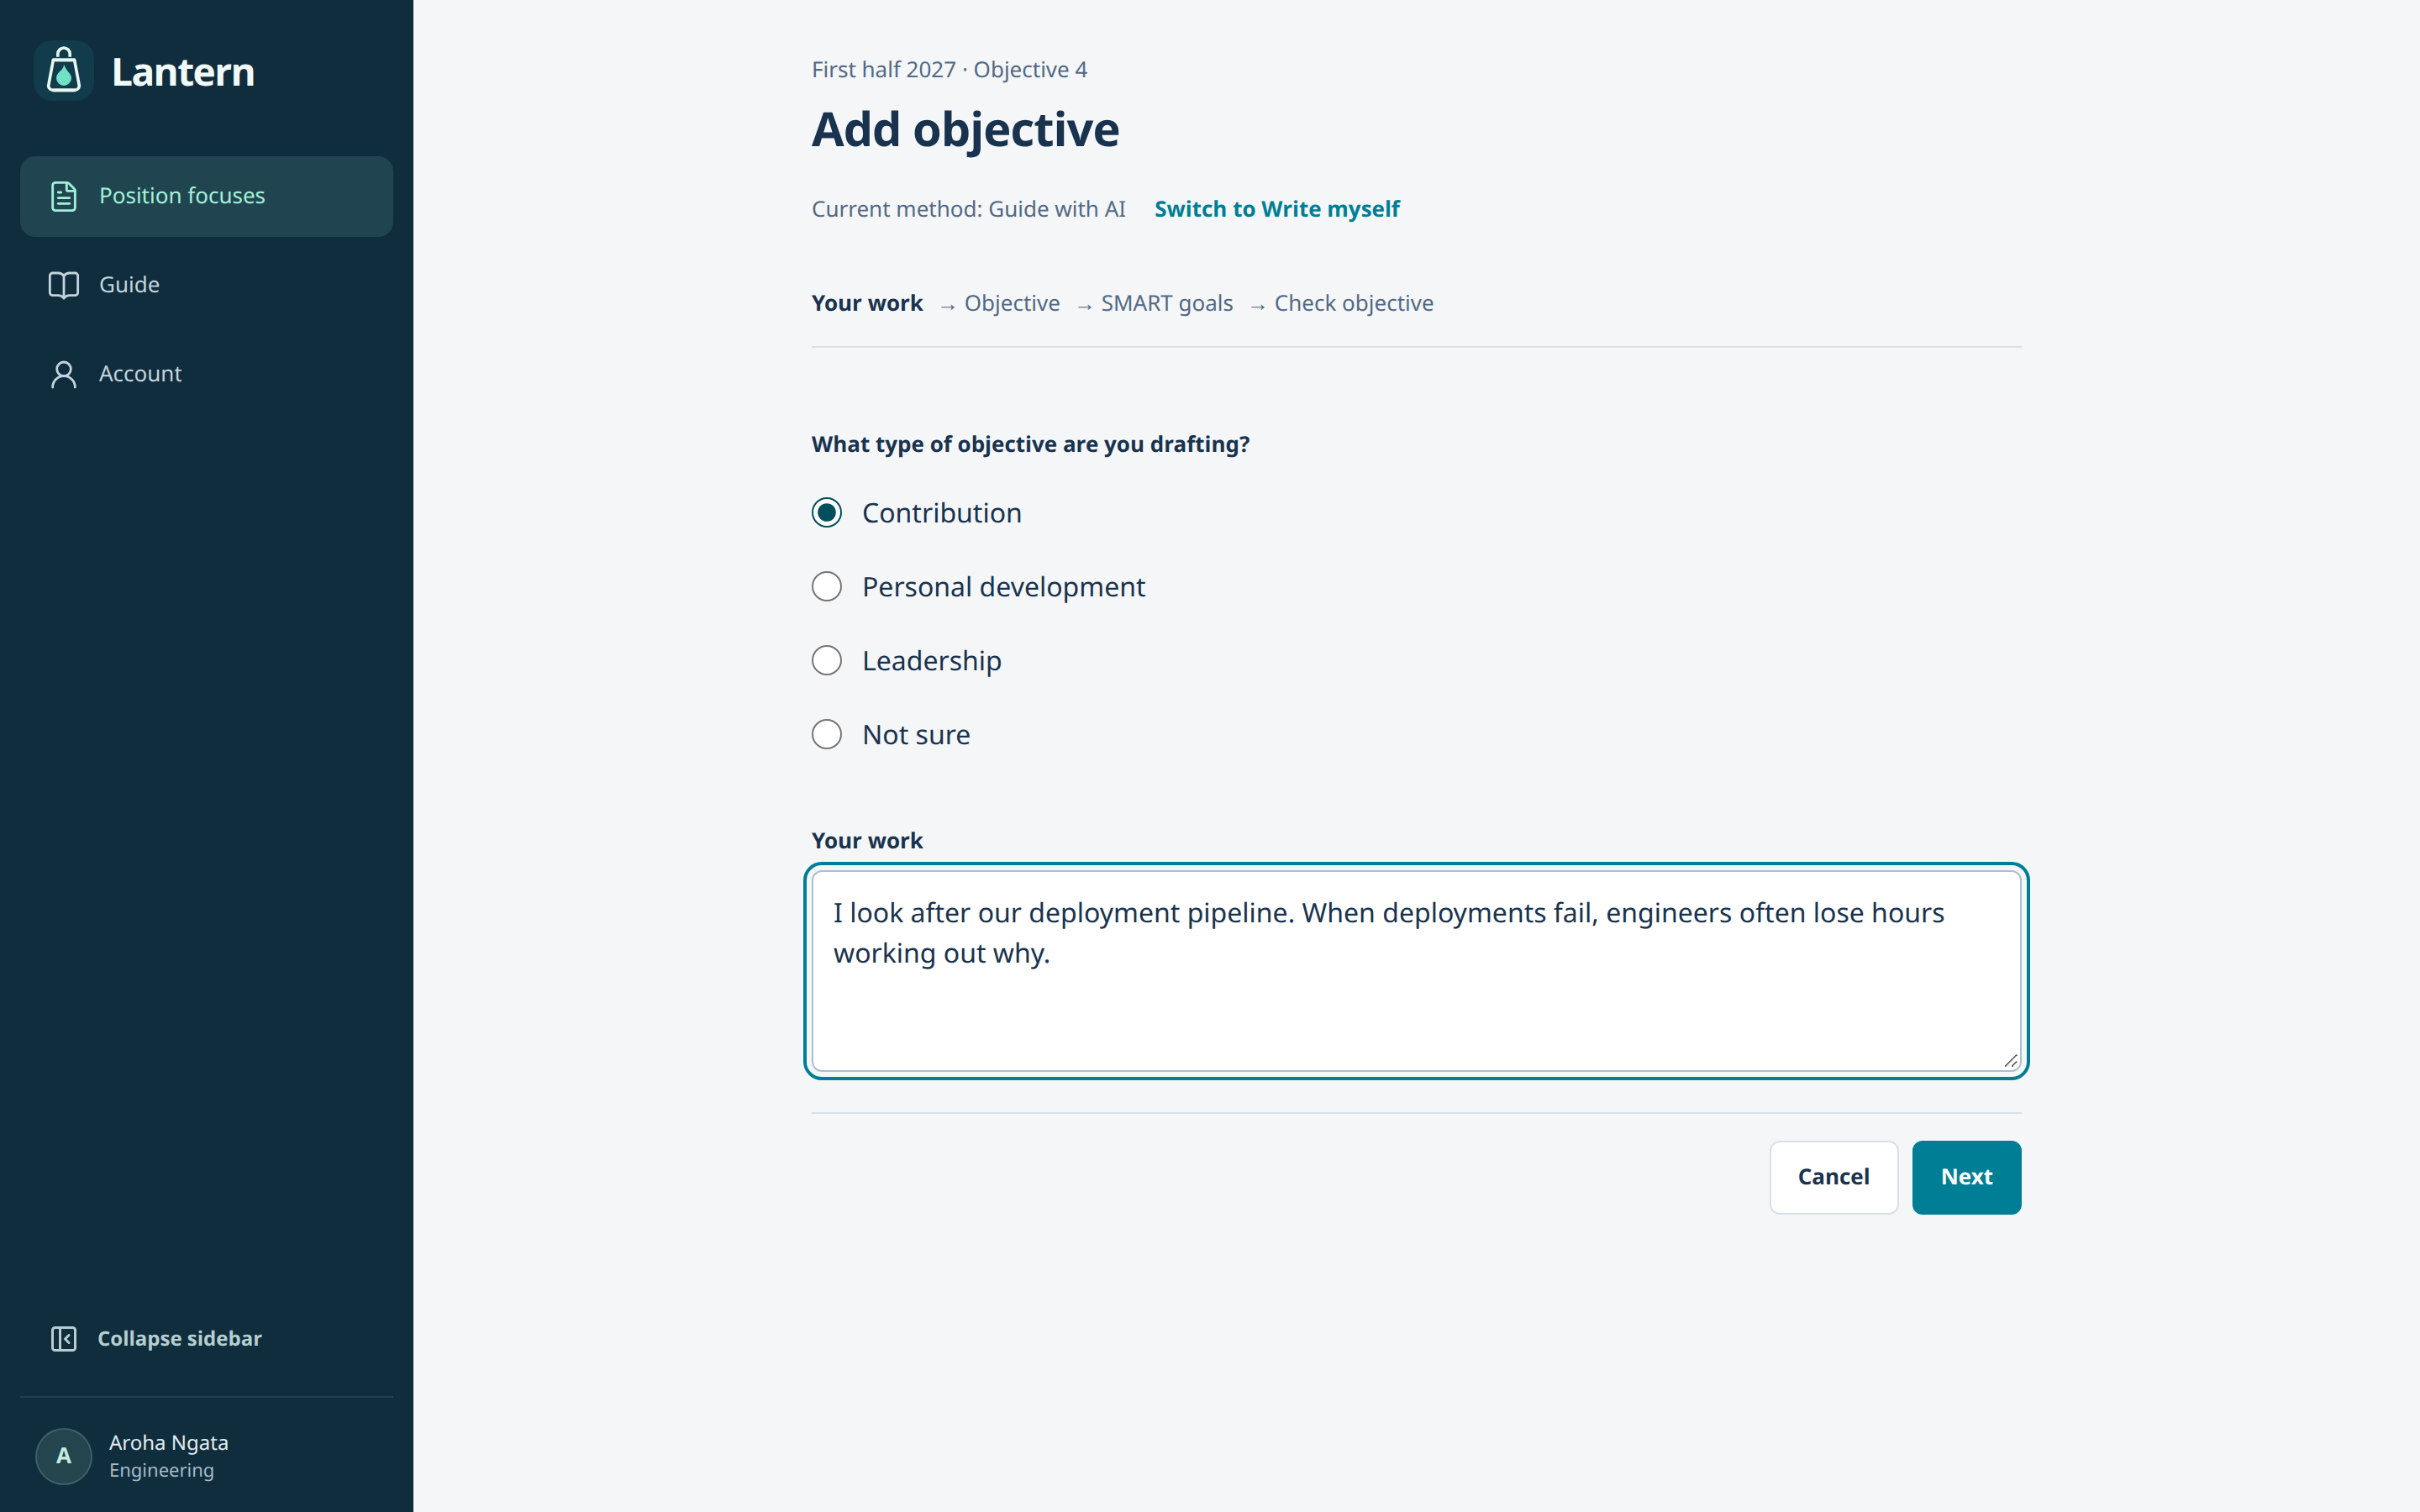 Lantern
Position focuses
Guide
Account
Collapse sidebar
A
Aroha Ngata
Engineering
First half 2027 · Objective 4
Add objective
Current method: Guide with AI Switch to Write myself
Your work → Objective → SMART goals → Check objective
What type of objective are you drafting?
Contribution
Personal development
Leadership
Not sure
Your work
I look after our deployment pipeline. When deployments fail, engineers often lose hours
working out why.
Cancel Next